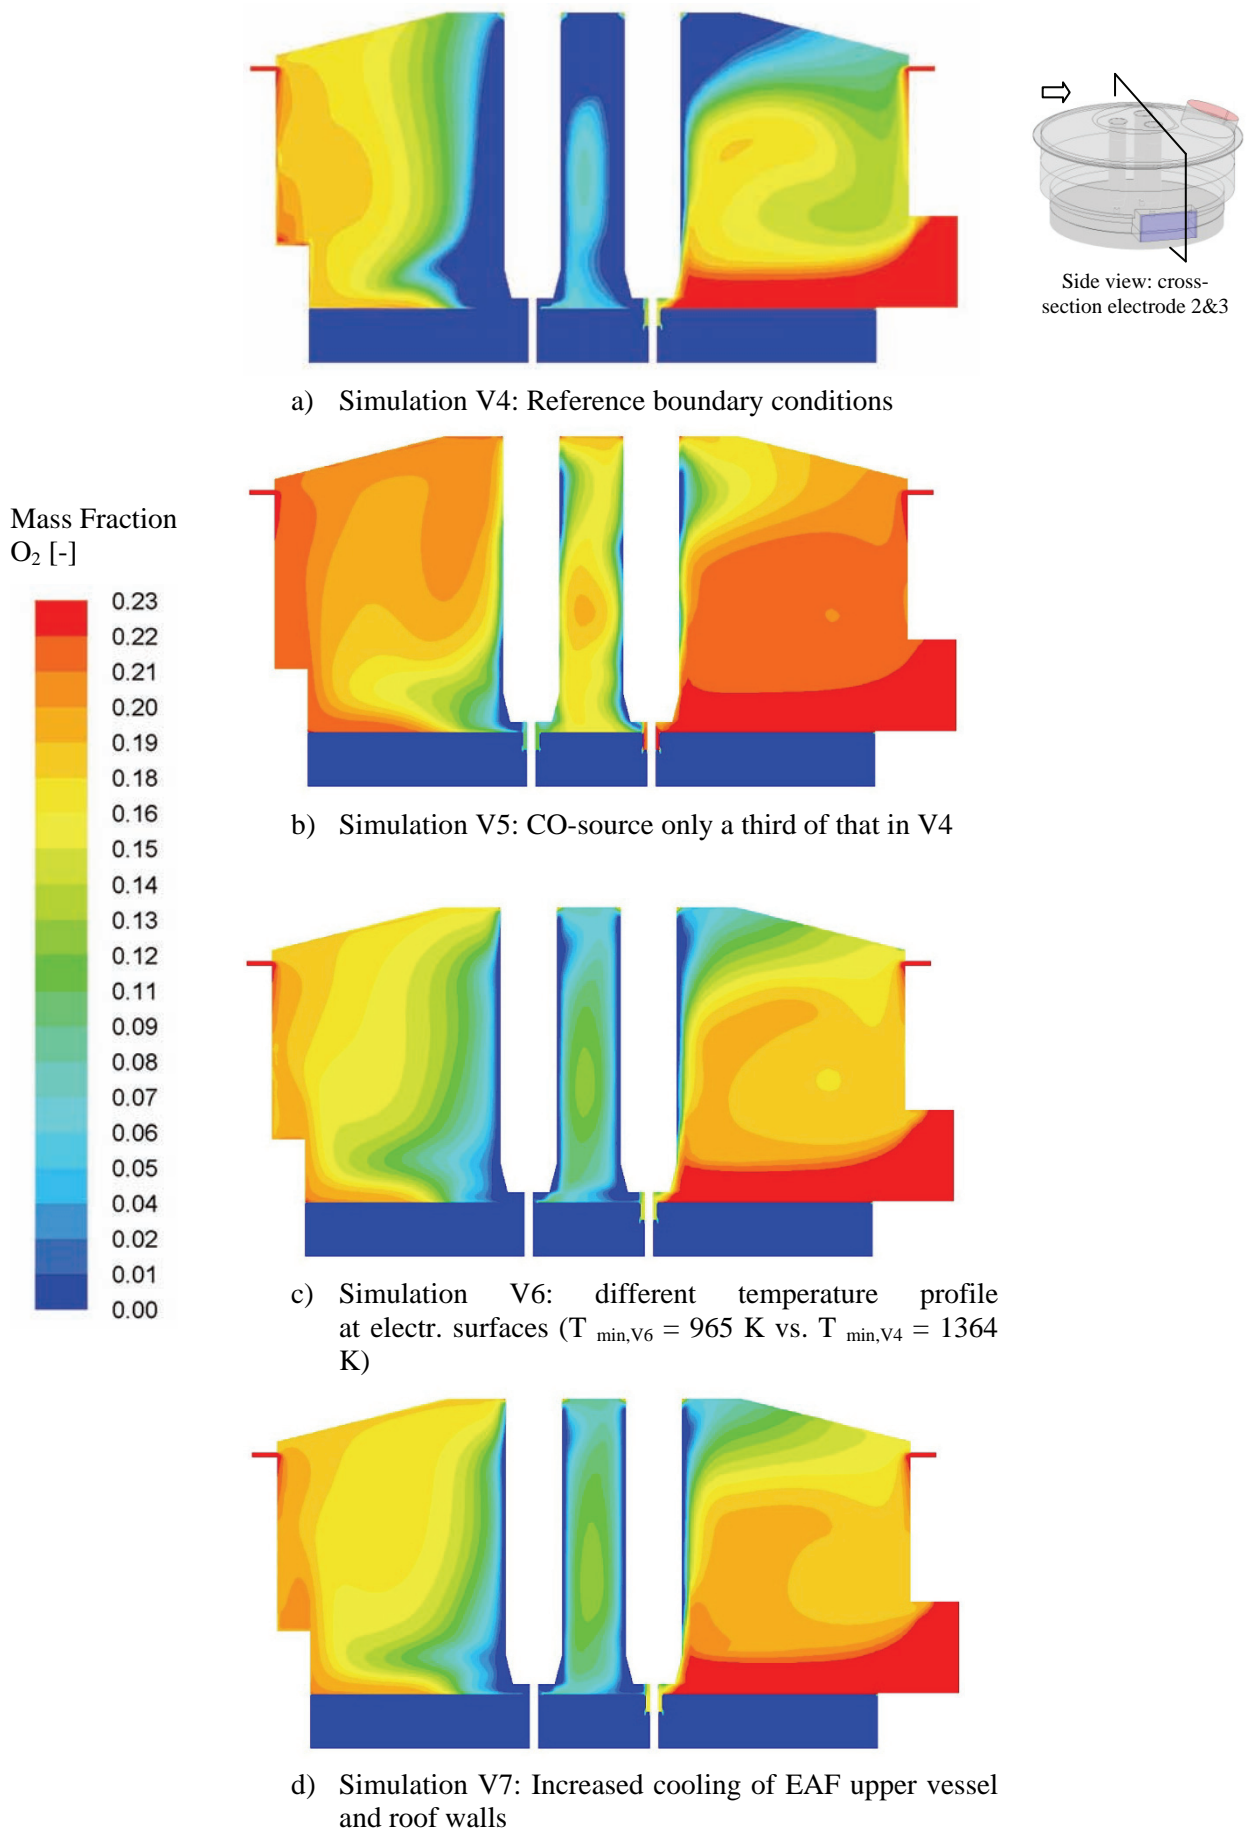 Side view: cross-
section electrode 2&3
a) Simulation V4: Reference boundary conditions
Mass Fraction
O₂ [-]
0.23
0.22
0.21
0.20
0.19
0.18
0.16
0.15
0.14
0.13
0.12
0.11
0.09
0.08
0.07
0.06
0.05
0.04
0.02
0.01
0.00
b) Simulation V5: CO-source only a third of that in V4
c) Simulation V6: different temperature profile
at electr. surfaces (T min,V6 = 965 K vs. T min,V4 = 1364
K)
d) Simulation V7: Increased cooling of EAF upper vessel
and roof walls